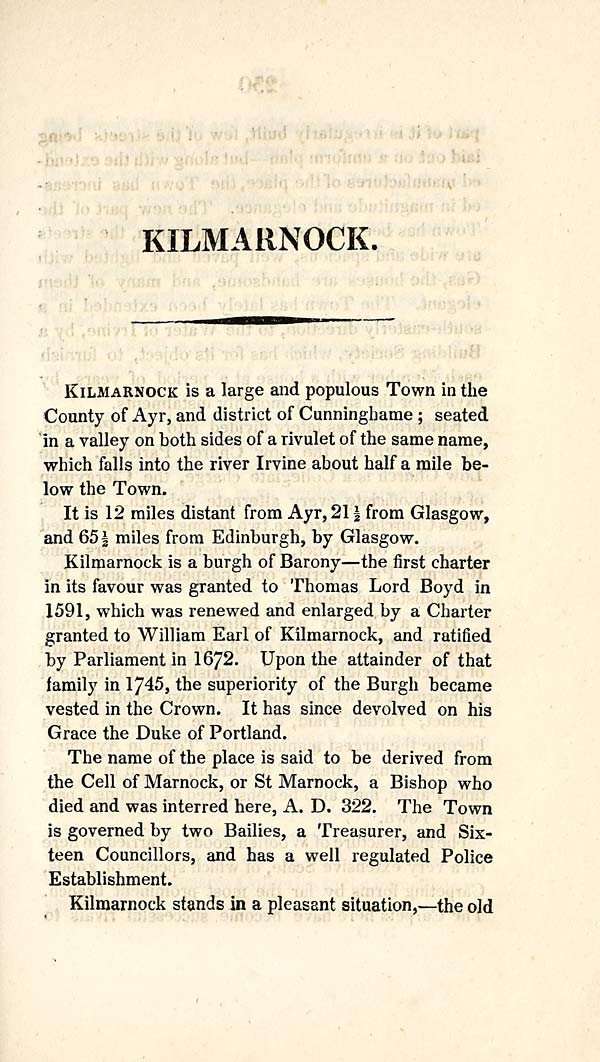 KILMARNOCK.
KILMARNOCK is a large and populous Town in the
County of Ayr, and district of Cunninghame ; seated
in a valley on both sides of a rivulet of the same name,
which falls into the river Irvine about half a mile be-
low the Town.
It is 12 miles distant from Ayr, 21½ from Glasgow,
and 65½ miles from Edinburgh, by Glasgow.
Kilmarnock is a burgh of Barony—the first charter
in its favour was granted to Thomas Lord Boyd in
1591, which was renewed and enlarged by a Charter
granted to William Earl of Kilmarnock, and ratified
by Parliament in 1672. Upon the attainder of that
family in 1745, the superiority of the Burgh became
vested in the Crown. It has since devolved on his
Grace the Duke of Portland.
The name of the place is said to be derived from
the Cell of Marnock, or St Marnock, a Bishop who
died and was interred here, A. D. 322. The Town
is governed by two Bailies, a Treasurer, and Six-
teen Councillors, and has a well regulated Police
Establishment.
Kilmarnock stands in a pleasant situation,—the old